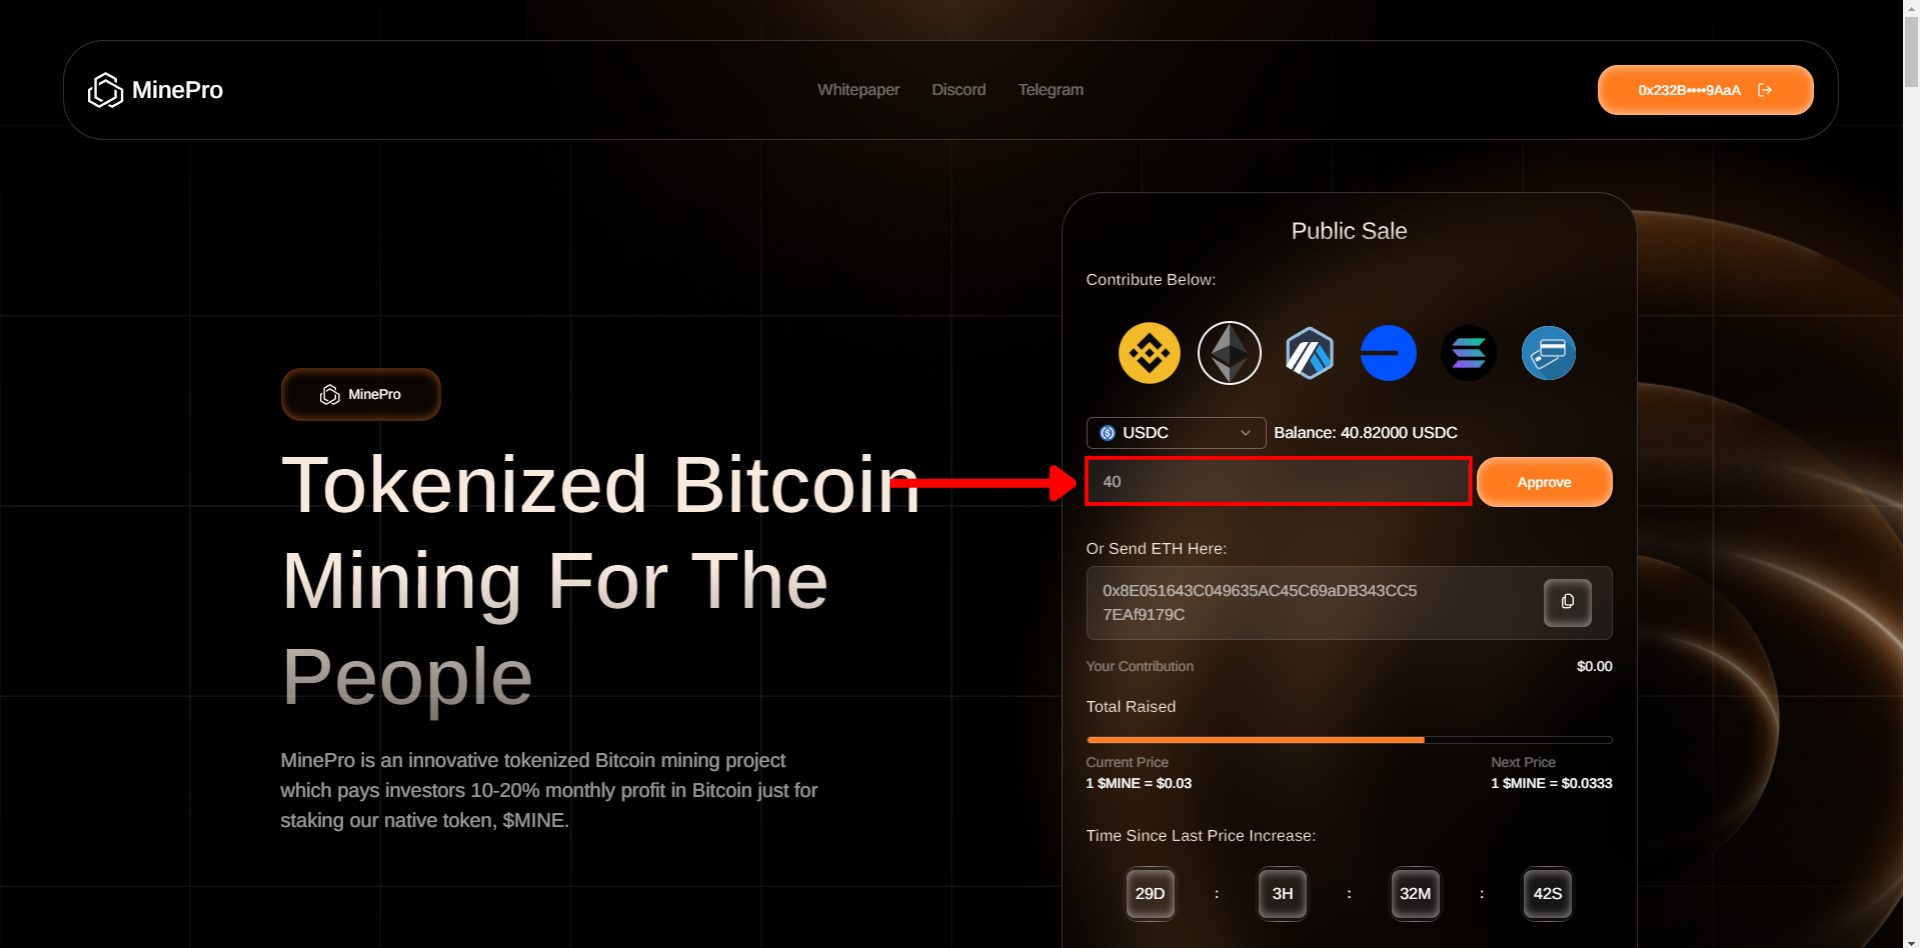 MinePro
Whitepaper Discord Telegram
0x232B••••9AaA
Public Sale
Contribute Below:
USDC
Balance: 40.82000 USDC
40
Approve
Or Send ETH Here:
0x8E051643C049635AC45C69aDB343CC5
7EAf9179C
Your Contribution $0.00
Total Raised
Current Price Next Price
1 $MINE = $0.03 1 $MINE = $0.0333
Time Since Last Price Increase:
29D : 3H : 32M : 42S
MinePro
Tokenized Bitcoin
Mining For The
People
MinePro is an innovative tokenized Bitcoin mining project
which pays investors 10-20% monthly profit in Bitcoin just for
staking our native token, $MINE.